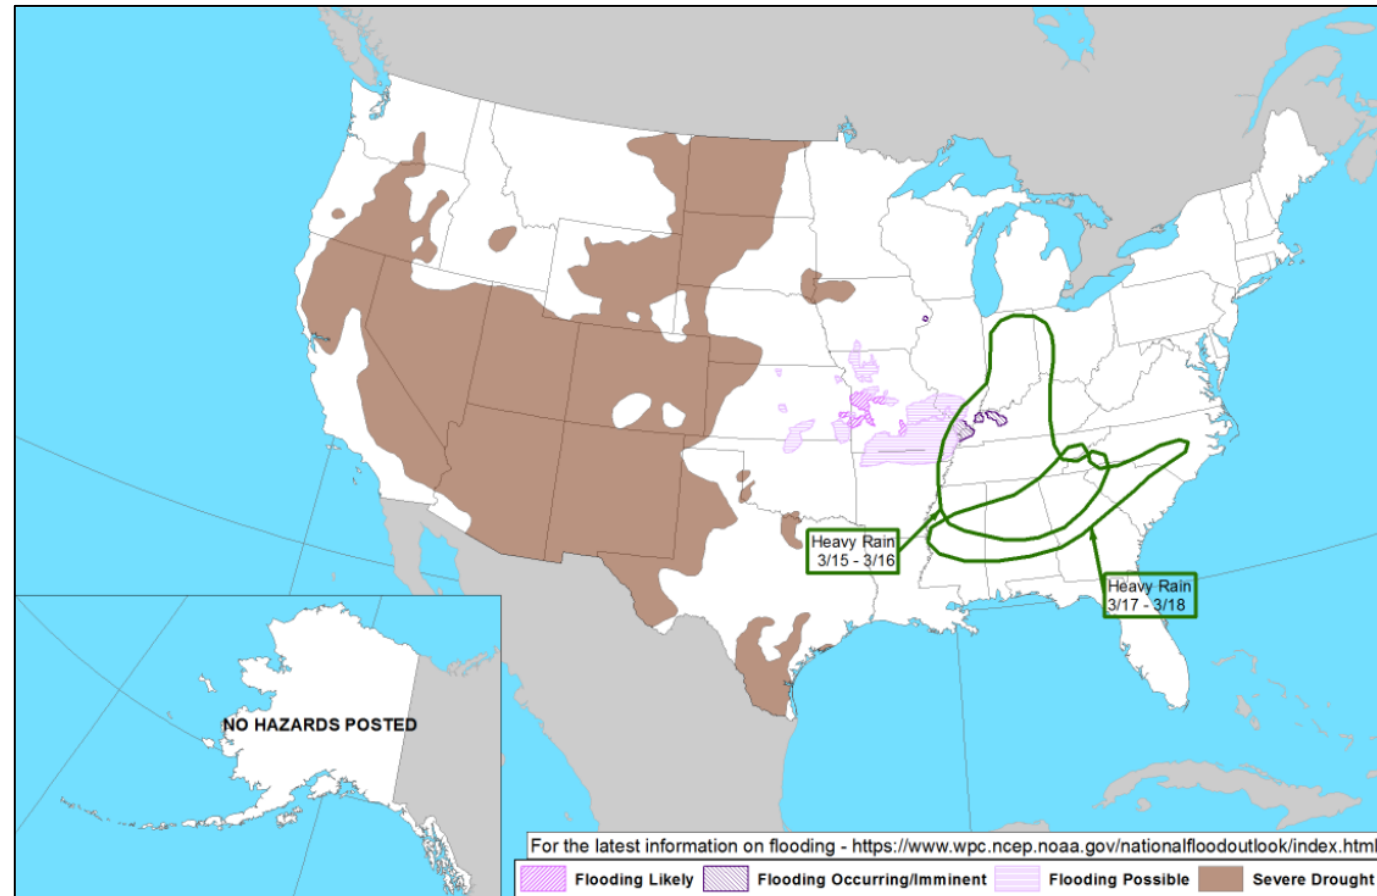 Heavy Rain
3/15 - 3/16
Heavy Rain
3/17 - 3/18
NO HAZARDS POSTED
For the latest information on flooding - https://www.wpc.ncep.noaa.gov/nationalfloodoutlook/index.html
Flooding Likely Flooding Occurring/Imminent Flooding Possible Severe Drought